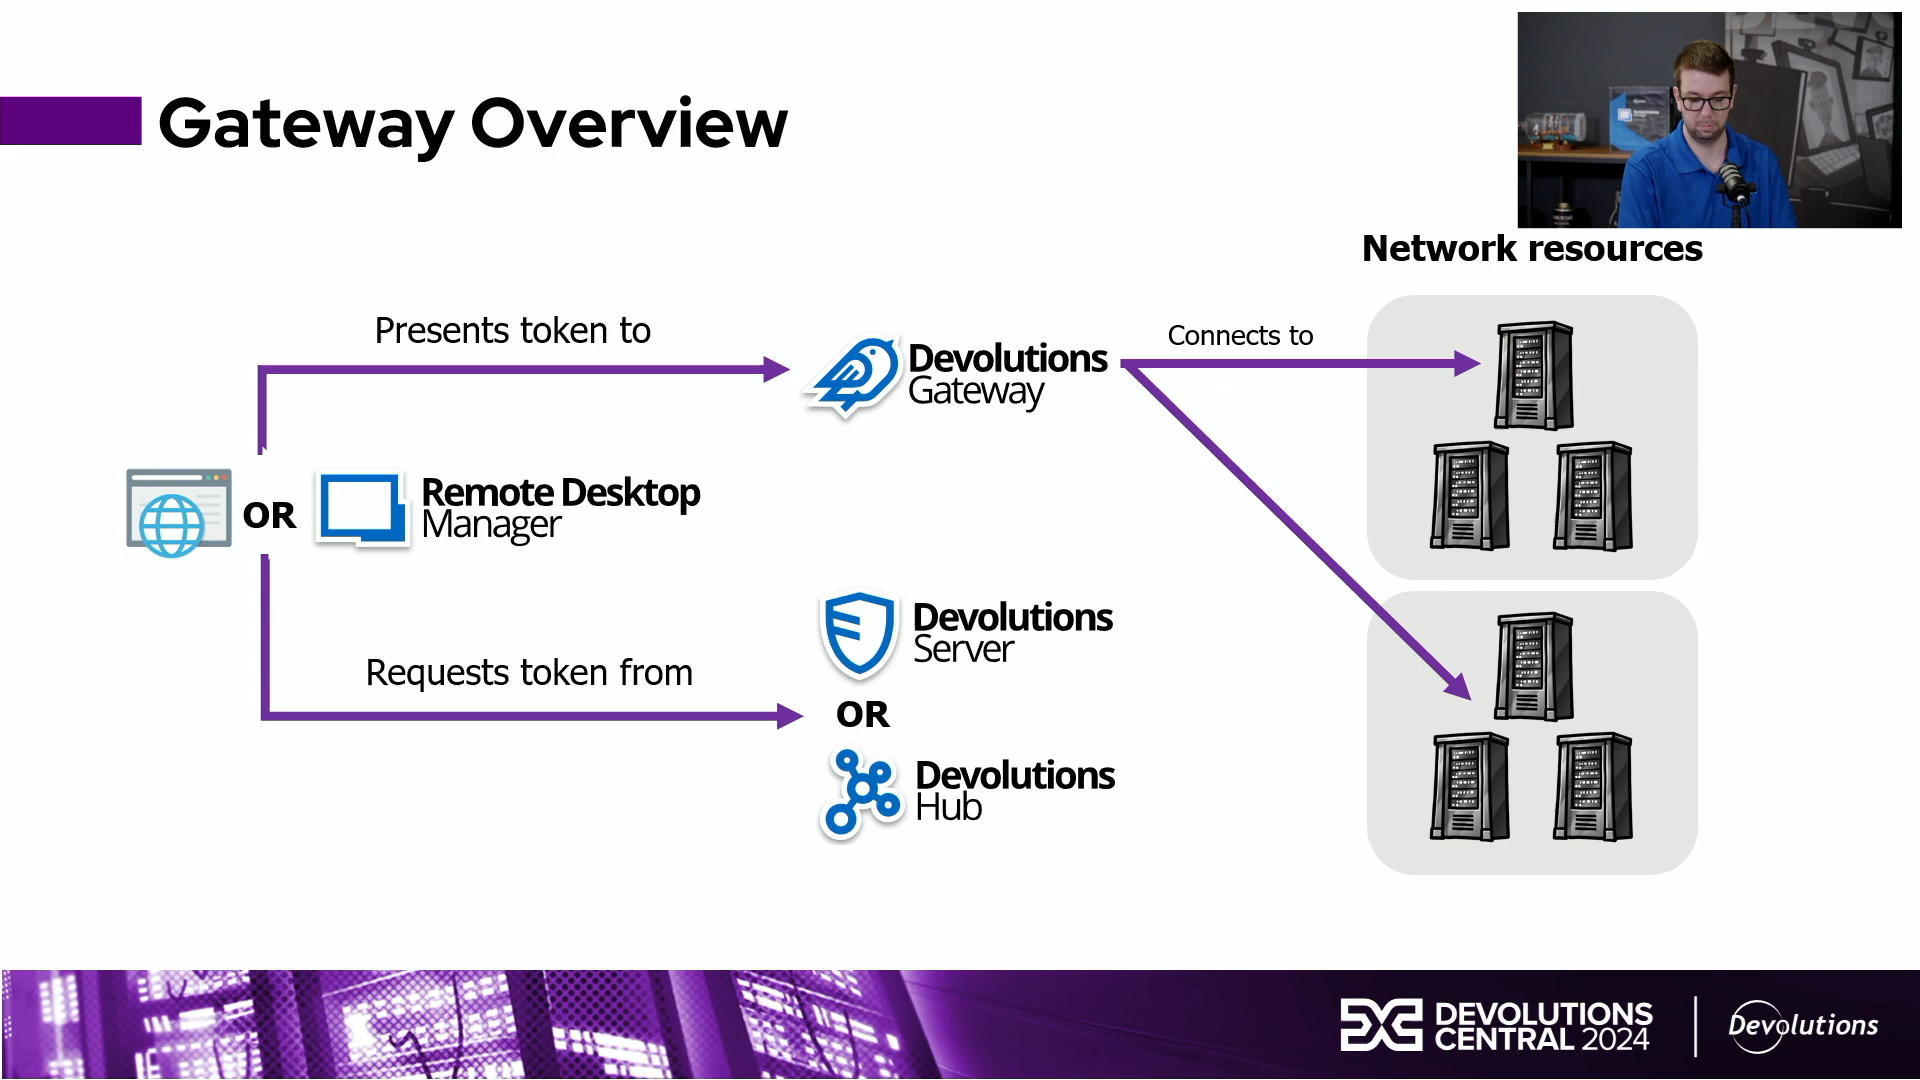 Gateway Overview
Network resources
Presents token to
Devolutions
Gateway
Connects to
OR
Remote Desktop
Manager
Requests token from
Devolutions
Server
OR
Devolutions
Hub
DEVOLUTIONS
CENTRAL 2024
Devolutions